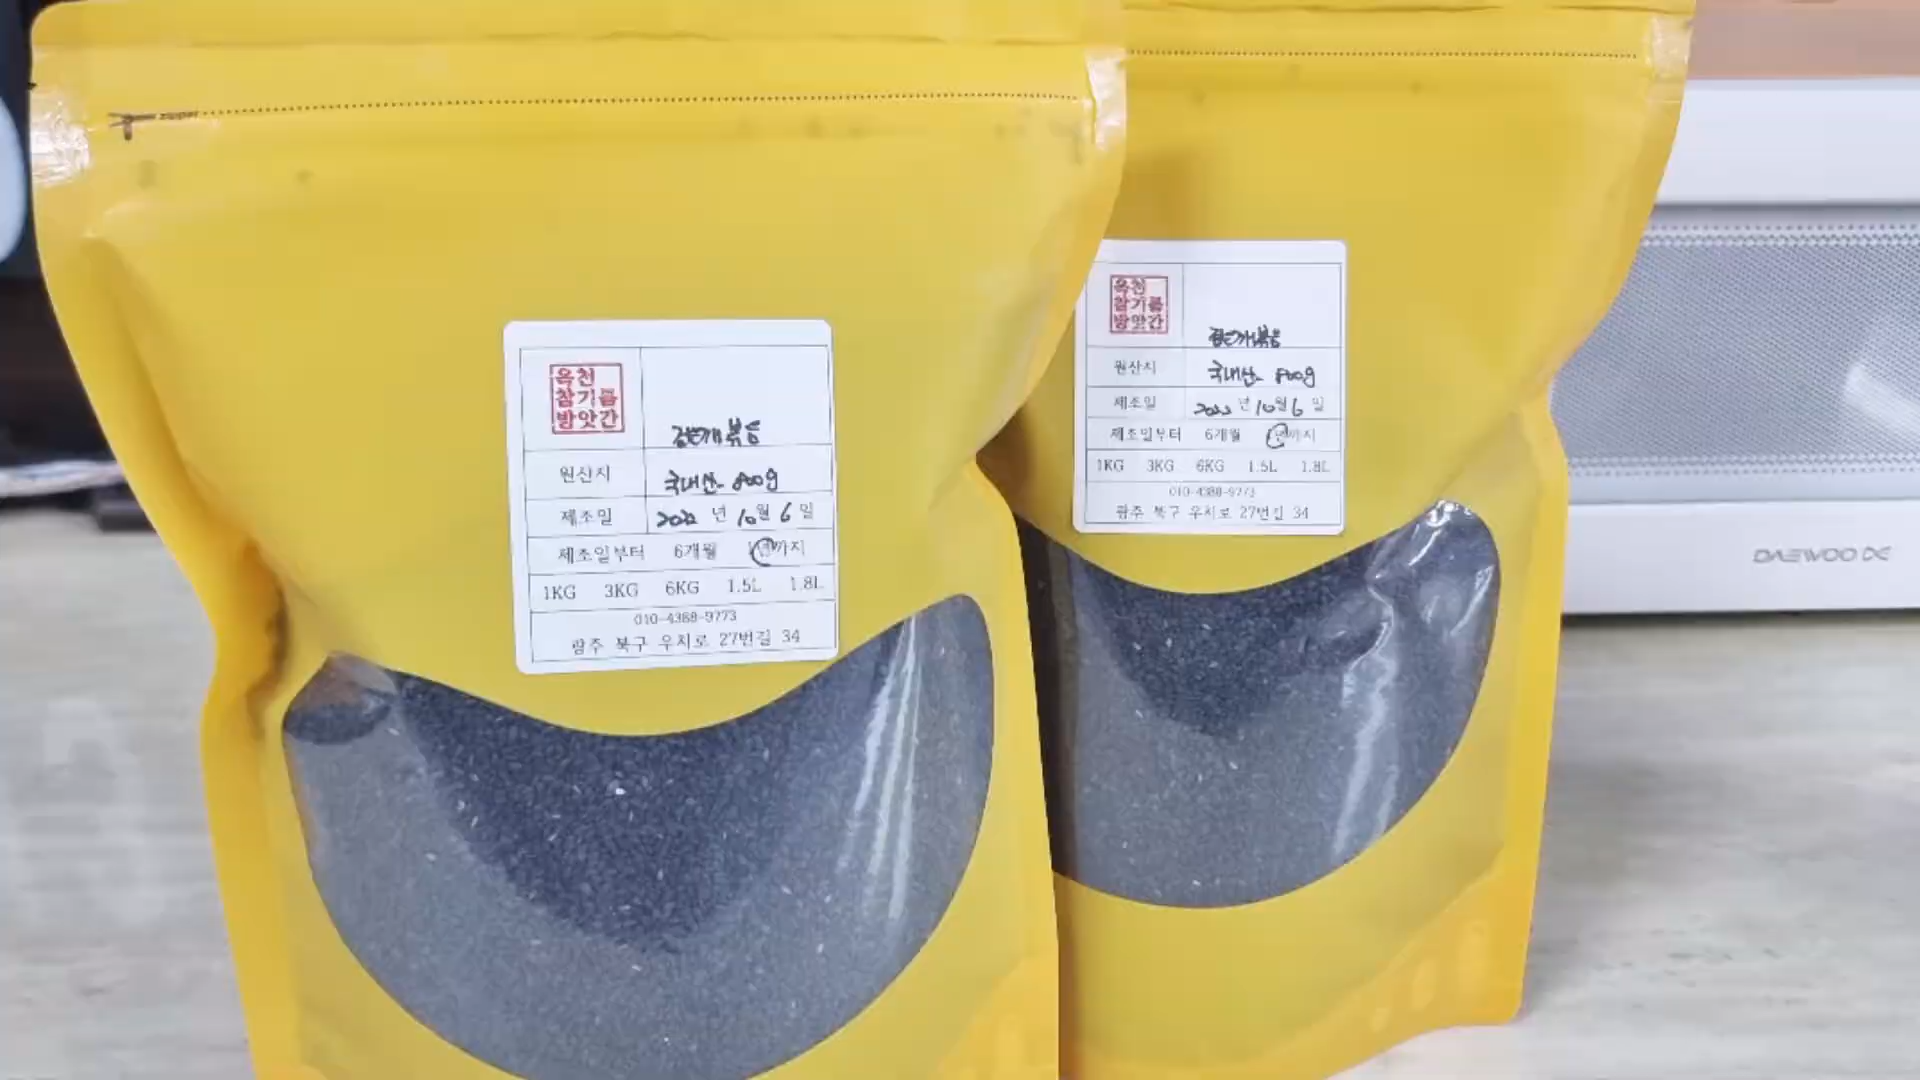 zipper
옥천
참기름
방앗간
검은깨볶음
원산지 국내산 800g
제조일 2022 년 10월 6 일
제조일부터 6개월 1년까지
1KG 3KG 6KG 1.5L 1.8L
010-4388-9773
광주 북구 우치로 27번길 34
옥천
참기름
방앗간
검은깨볶음
원산지 국내산 800g
제조일 2022 년 10월 6 일
제조일부터 6개월 1년까지
1KG 3KG 6KG 1.5L 1.8L
010-4388-9773
광주 북구 우치로 27번길 34
DAEWOO DC